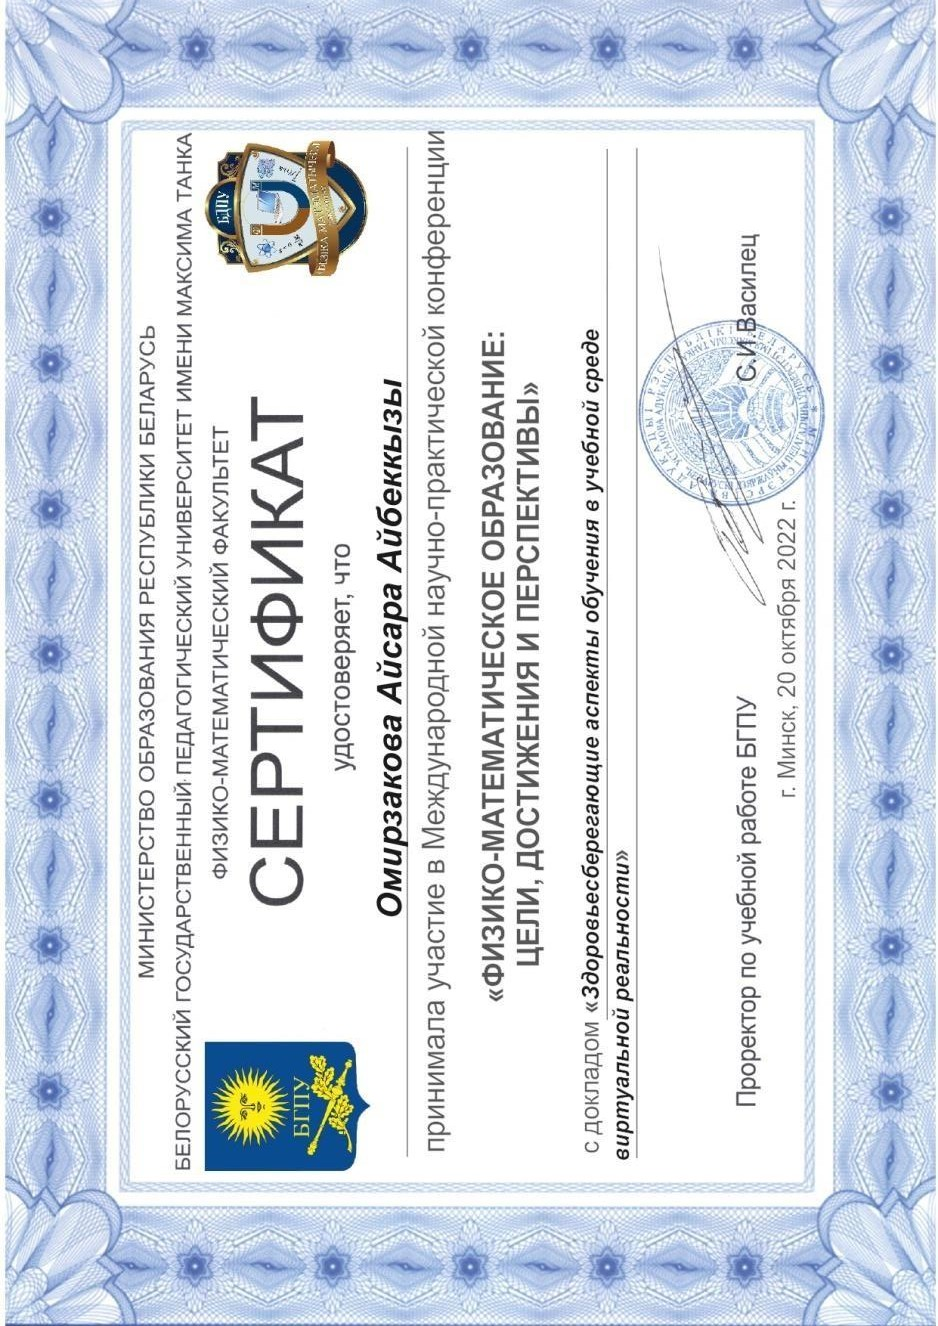 МИНИСТЕРСТВО ОБРАЗОВАНИЯ РЕСПУБЛИКИ БЕЛАРУСЬ
БЕЛОРУССКИЙ ГОСУДАРСТВЕННЫЙ ПЕДАГОГИЧЕСКИЙ УНИВЕРСИТЕТ ИМЕНИ МАКСИМА ТАНКА
ФИЗИКО-МАТЕМАТИЧЕСКИЙ ФАКУЛЬТЕТ
БГПУ
БДПУ
СЕРТИФИКАТ
удостоверяет, что
Омирзакова Айсара Айбеккызы
принимала участие в Международной научно-практической конференции
«ФИЗИКО-МАТЕМАТИЧЕСКОЕ ОБРАЗОВАНИЕ:
ЦЕЛИ, ДОСТИЖЕНИЯ И ПЕРСПЕКТИВЫ»
с докладом «Здоровьесберегающие аспекты обучения в учебной среде
виртуальной реальности»
Проректор по учебной работе БГПУ С.И.Василец
г. Минск, 20 октября 2022 г.